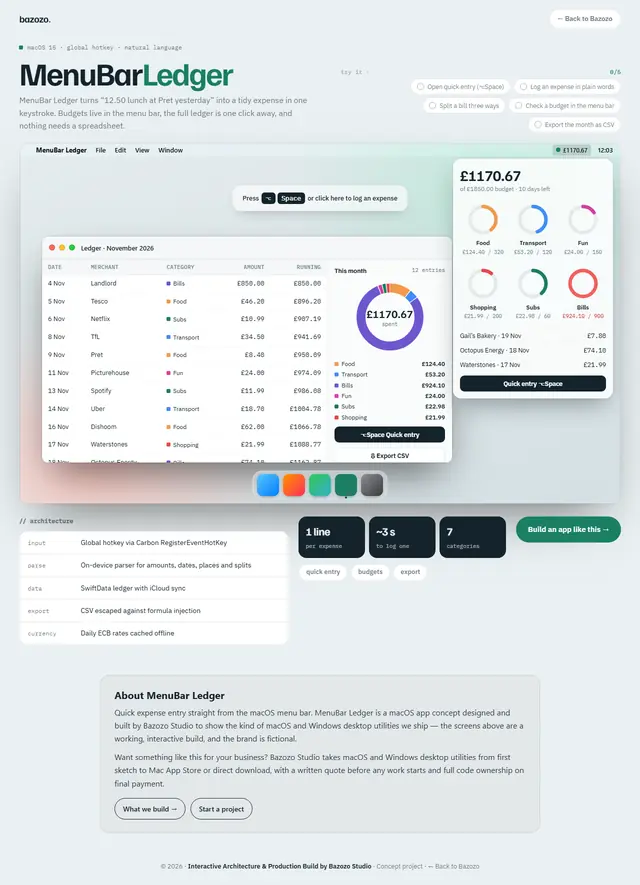 bazozo.
← Back to Bazozo
macOS 16 · global hotkey · natural language
MenuBarLedger
MenuBar Ledger turns "12.50 lunch at Pret yesterday" into a tidy expense in one
keystroke. Budgets live in the menu bar, the full ledger is one click away, and
nothing needs a spreadsheet.
try it ·
0/5
Open quick entry (⌥Space)
Log an expense in plain words
Split a bill three ways
Check a budget in the menu bar
Export the month as CSV
MenuBar Ledger File Edit View Window
£1170.67 12:03
Press ⌥ Space or click here to log an expense
£1170.67
of £1850.00 budget · 10 days left
Food Transport Fun
£124.40 / 320 £53.20 / 120 £24.00 / 150
Shopping Subs Bills
£21.99 / 200 £22.98 / 60 £924.10 / 900
Gail's Bakery · 19 Nov £7.80
Octopus Energy · 18 Nov £74.10
Waterstones · 17 Nov £21.99
Quick entry ⌥Space
Ledger · November 2026
DATE MERCHANT CATEGORY AMOUNT RUNNING
4 Nov Landlord Bills £850.00 £850.00
5 Nov Tesco Food £46.20 £896.20
6 Nov Netflix Subs £10.99 £907.19
8 Nov TfL Transport £34.50 £941.69
9 Nov Pret Food £8.40 £950.09
11 Nov Picturehouse Fun £24.00 £974.09
13 Nov Spotify Subs £11.99 £986.08
14 Nov Uber Transport £18.70 £1004.78
16 Nov Dishoom Food £62.00 £1066.78
17 Nov Waterstones Shopping £21.99 £1088.77
18 Nov Octopus Energy Bills £74.10 £1162.87
This month 12 entries
£1170.67
spent
Food £124.40
Transport £53.20
Bills £924.10
Fun £24.00
Subs £22.98
Shopping £21.99
⌥Space Quick entry
⇩ Export CSV
// architecture
input Global hotkey via Carbon RegisterEventHotKey
parse On-device parser for amounts, dates, places and splits
data SwiftData ledger with iCloud sync
export CSV escaped against formula injection
currency Daily ECB rates cached offline
1 line
per expense
~3 s
to log one
7
categories
quick entry budgets export
Build an app like this →
About MenuBar Ledger
Quick expense entry straight from the macOS menu bar. MenuBar Ledger is a macOS app concept designed and
built by Bazozo Studio to show the kind of macOS and Windows desktop utilities we ship — the screens above are a
working, interactive build, and the brand is fictional.
Want something like this for your business? Bazozo Studio takes macOS and Windows desktop utilities from first
sketch to Mac App Store or direct download, with a written quote before any work starts and full code ownership on
final payment.
What we build →
Start a project
© 2026 · Interactive Architecture & Production Build by Bazozo Studio · Concept project · ← Back to Bazozo